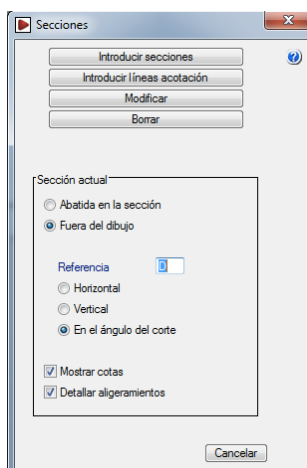 Secciones
Introducir secciones
Introducir líneas acotación
Modificar
Borrar
Sección actual
Abatida en la sección
Fuera del dibujo
Referencia D
Horizontal
Vertical
En el ángulo del corte
Mostrar cotas
Detallar aligeramientos
Cancelar